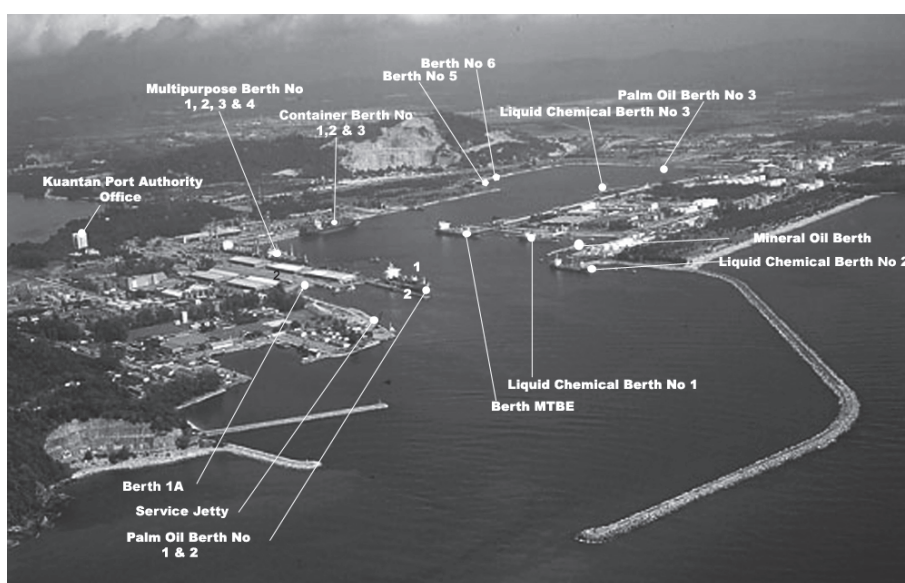 Berth No 6
Berth No 5
Multipurpose Berth No
1, 2, 3 & 4
Palm Oil Berth No 3
Liquid Chemical Berth No 3
Container Berth No
1,2 & 3
Kuantan Port Authority
Office
Mineral Oil Berth
Liquid Chemical Berth No 2
1
2
2
Liquid Chemical Berth No 1
Berth MTBE
Berth 1A
Service Jetty
Palm Oil Berth No
1 & 2